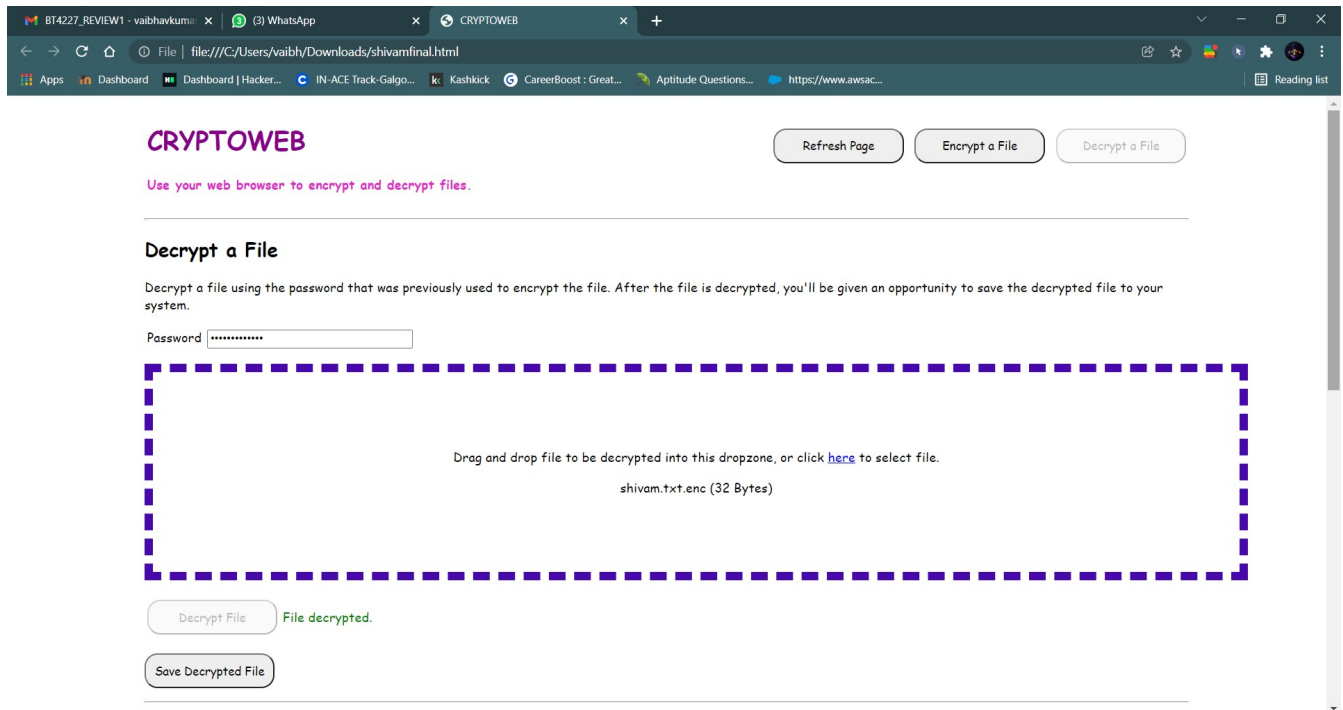 BT4227_REVIEW1 - vaibhavkuma
(3) WhatsApp
CRYPTOWEB
File | file:///C:/Users/vaibh/Downloads/shivamfinal.html
Apps Dashboard Dashboard | Hacker... IN-ACE Track-Galgo... Kashkick CareerBoost : Great... Aptitude Questions... https://www.awsac... Reading list
CRYPTOWEB
Refresh Page Encrypt a File Decrypt a File
Use your web browser to encrypt and decrypt files.
Decrypt a File
Decrypt a file using the password that was previously used to encrypt the file. After the file is decrypted, you'll be given an opportunity to save the decrypted file to your
system.
Password •••••••••••••
Drag and drop file to be decrypted into this dropzone, or click here to select file.
shivam.txt.enc (32 Bytes)
Decrypt File File decrypted.
Save Decrypted File